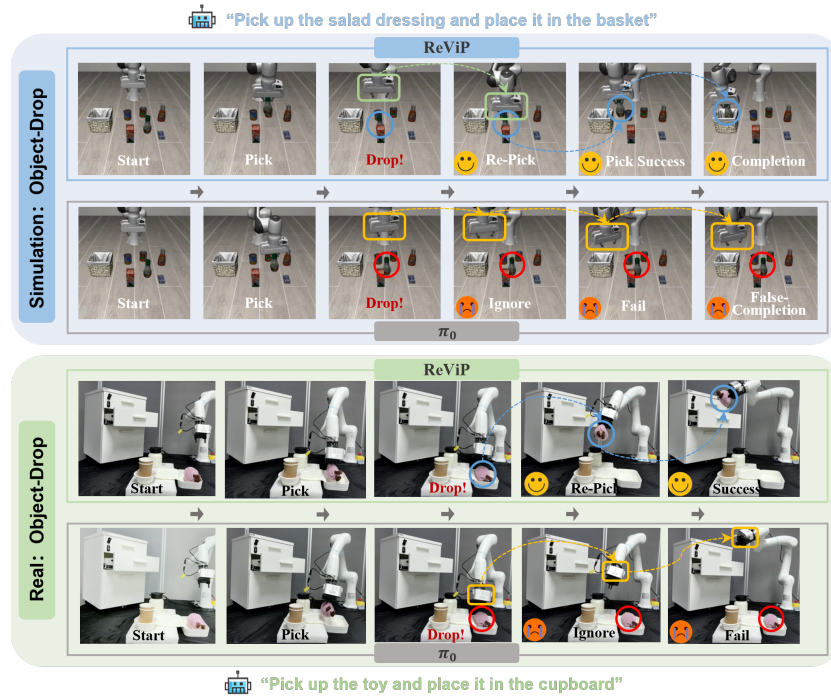 “Pick up the salad dressing and place it in the basket”
Simulation: Object-Drop
ReViP
Start
Pick
Drop!
Re-Pick
Pick Success
Completion
Start
Pick
Drop!
Ignore
Fail
False-
Completion
π₀
Real: Object-Drop
ReViP
Start
Pick
Drop!
Re-Pick
Success
Start
Pick
Drop!
Ignore
Fail
π₀
“Pick up the toy and place it in the cupboard”